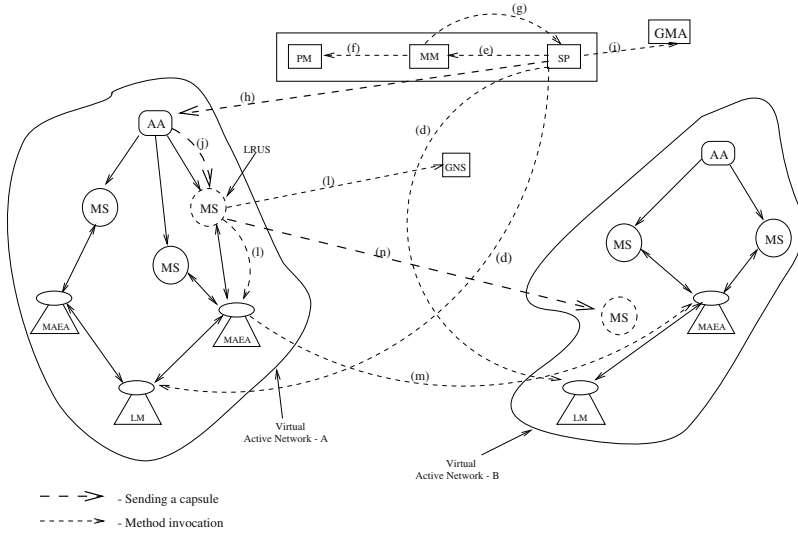 (g)
GMA
(f)
(e)
(i)
PM
MM
SP
(h)
AA
(j)
(d)
LRUS
AA
(l)
GNS
MS
MS
MS
MS
(l)
(n)
(d)
MS
MS
MAEA
MAEA
MAEA
(m)
LM
LM
Virtual
Active Network - A
Virtual
Active Network - B
- Sending a capsule
- Method invocation